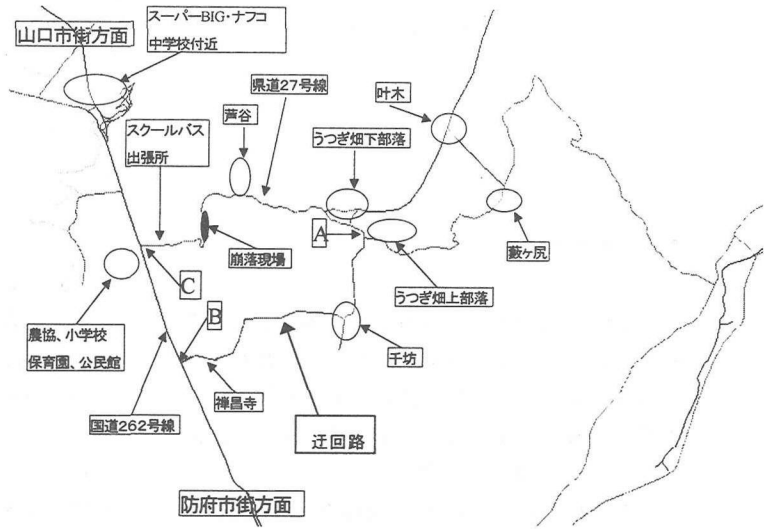 山口市街方面
スーパーBIG・ナフコ
中学校付近
県道27号線
叶木
芦谷
スクールバス
出張所
うつぎ畑下部落
A
崩落現場
藪ヶ尻
うつぎ畑上部落
C
B
農協、小学校
保育園、公民館
千坊
禅昌寺
国道262号線
迂回路
防府市街方面